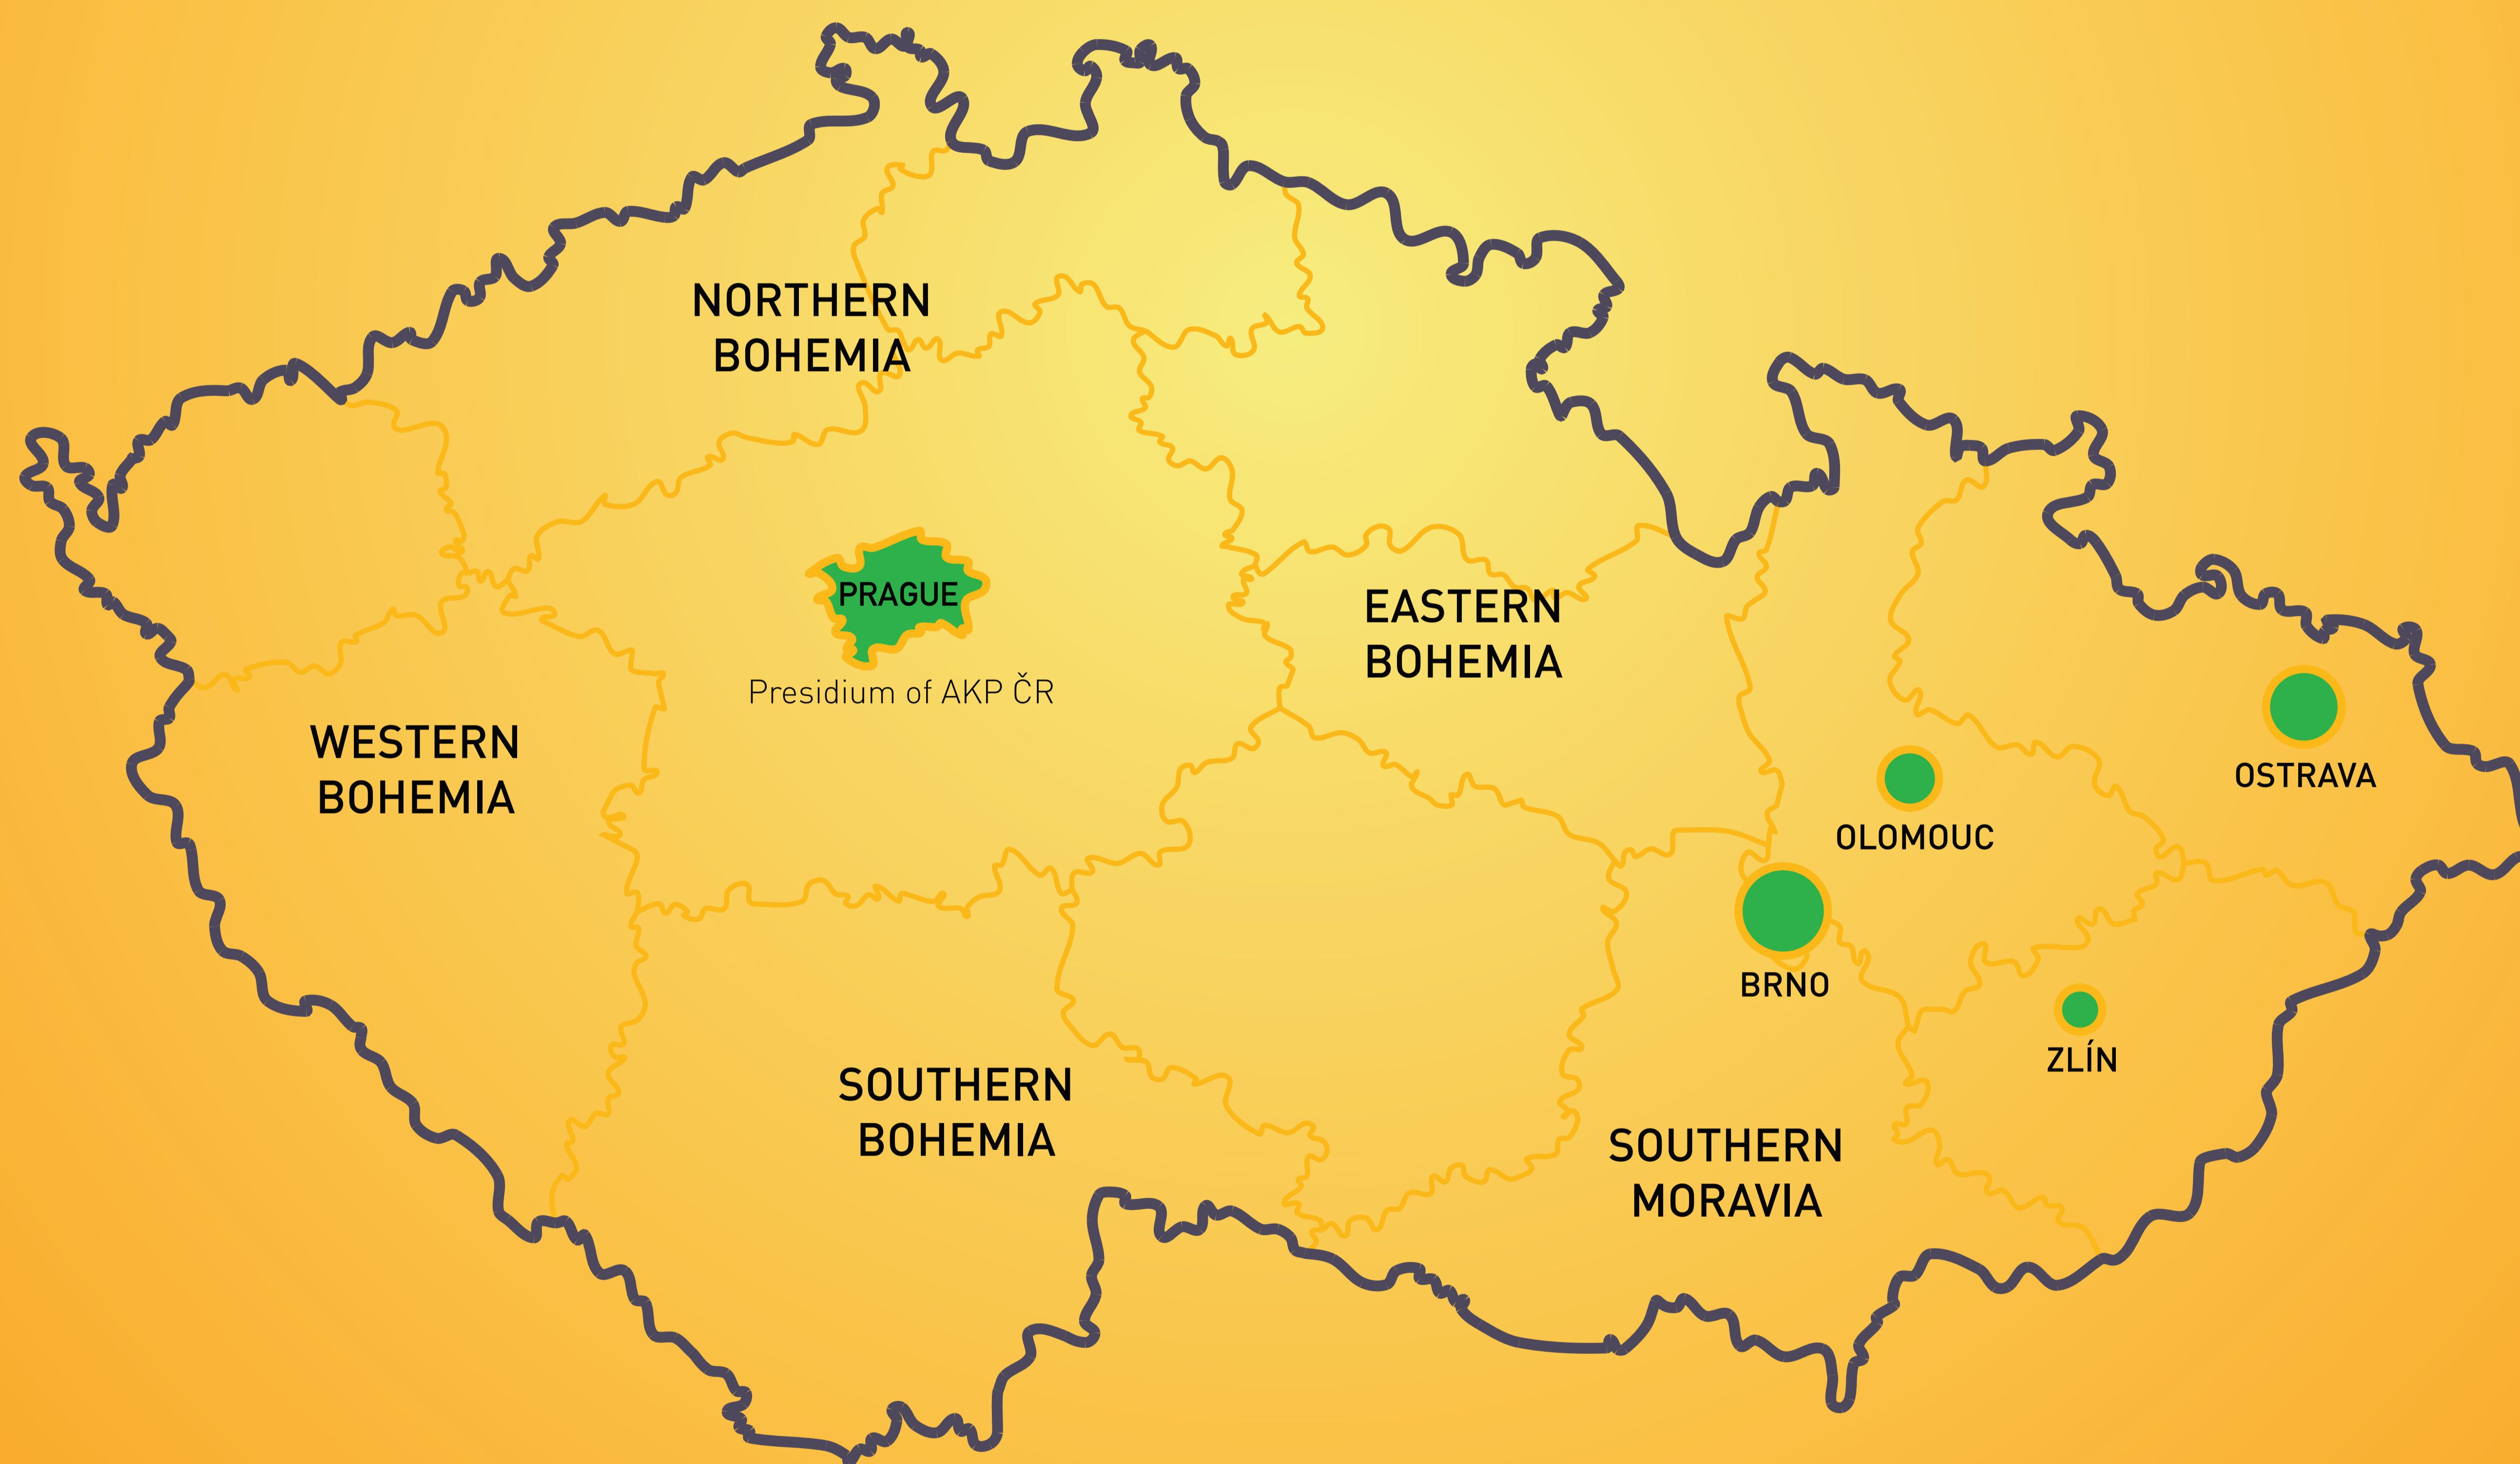 NORTHERN
BOHEMIA
PRAGUE
Presidium of AKP ČR
EASTERN
BOHEMIA
WESTERN
BOHEMIA
OSTRAVA
OLOMOUC
BRNO
ZLÍN
SOUTHERN
BOHEMIA
SOUTHERN
MORAVIA